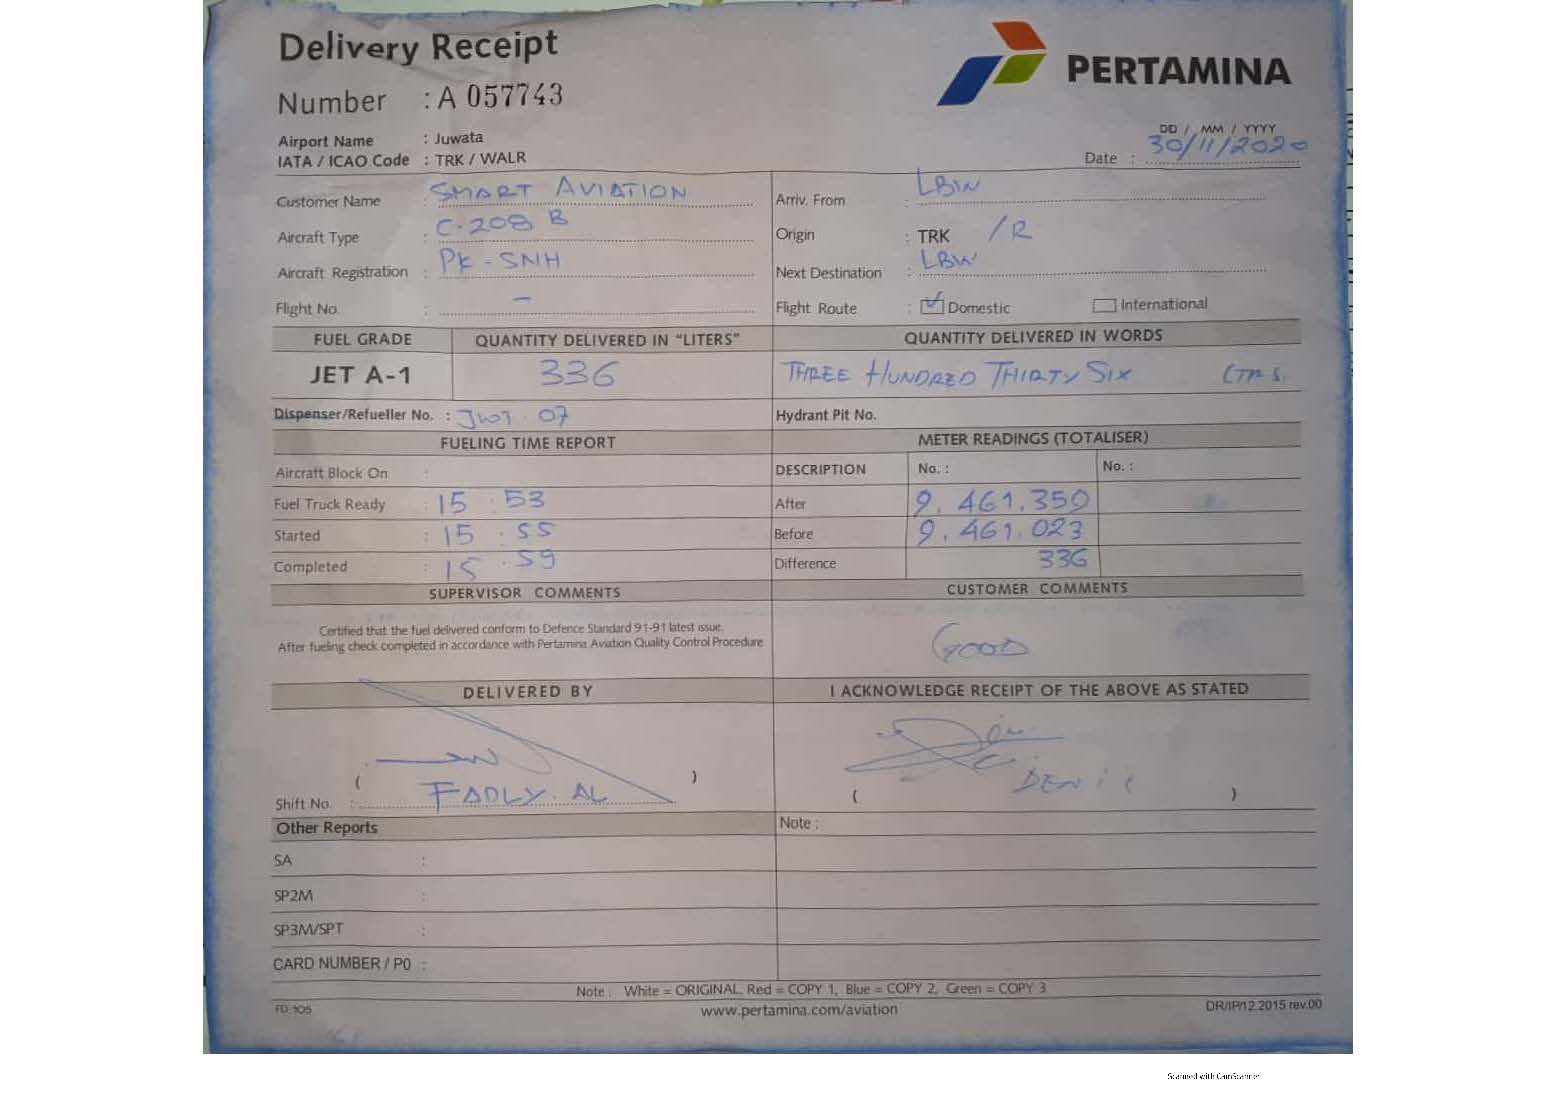 Delivery Receipt
PERTAMINA
Number : A 057743
Airport Name : Juwata
IATA / ICAO Code : TRK / WALR
DD / MM / YYYY
Date : 30/11/2020
Customer Name : SMART AVIATION
Arriv. From : LBW
Aircraft Type : C-208 B
Origin : TRK /R
Aircraft Registration : PK - SNH
Next Destination : LBW
Flight No. : -
Flight Route : Domestic International
FUEL GRADE QUANTITY DELIVERED IN "LITERS" QUANTITY DELIVERED IN WORDS
JET A-1 336 THREE HUNDRED THIRTY SIX LTRS.
Dispenser/Refueller No. : 07
Hydrant Pit No.
FUELING TIME REPORT METER READINGS (TOTALISER)
Aircraft Block On :
DESCRIPTION No. : No. :
Fuel Truck Ready : 15 : 53
After 9.461.359
Started : 15 : 55
Before 9.461.023
Completed : 15 : 59
Difference 336
SUPERVISOR COMMENTS CUSTOMER COMMENTS
Certified that the fuel delivered conform to Defence Standard 91-91 latest issue.
After fueling check completed in accordance with Pertamina Aviation Quality Control Procedure
GOOD
DELIVERED BY I ACKNOWLEDGE RECEIPT OF THE ABOVE AS STATED
( )
Shift No. : FADLY. AL
( )
Other Reports
Note :
SA :
SP2M :
SP3M/SPT :
CARD NUMBER / P0 :
Note : White = ORIGINAL, Red = COPY 1, Blue = COPY 2, Green = COPY 3
FD 105
www.pertamina.com/aviation
DR/IP/12.2015 rev.00
Scanned with CamScanner